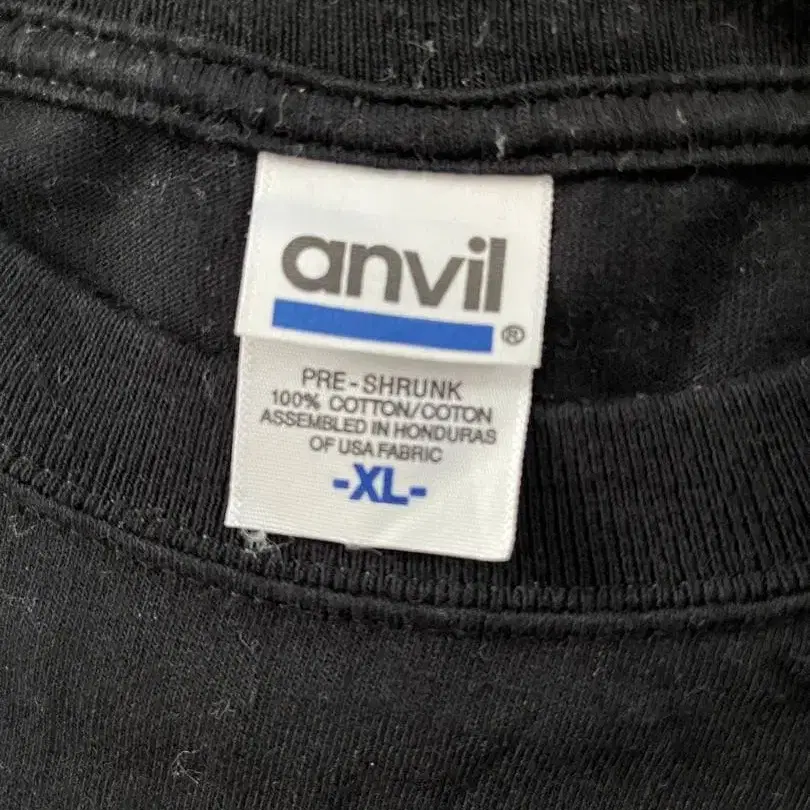 anvil®
PRE-SHRUNK
100% COTTON/COTON
ASSEMBLED IN HONDURAS
OF USA FABRIC
-XL-